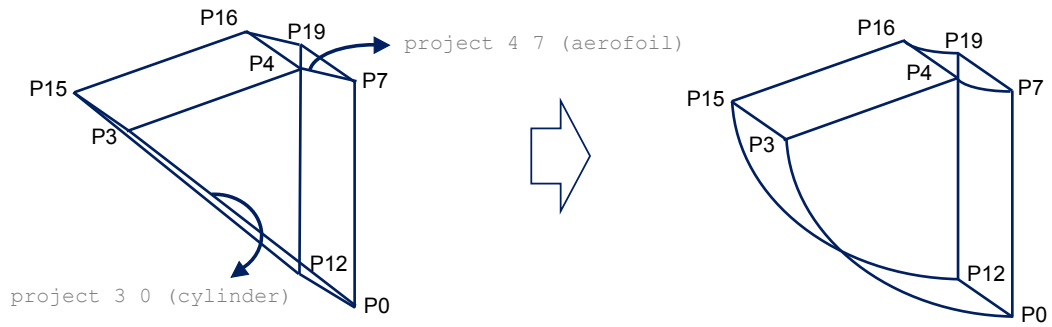 P16
P19
project 4 7 (aerofoil)
P4
P7
P15
P3
P12
project 3 0 (cylinder)
P0
P16
P19
P4
P7
P15
P3
P12
P0